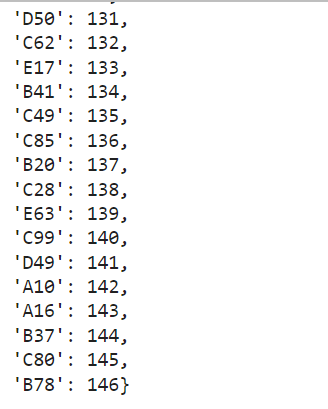 'D50': 131,
'C62': 132,
'E17': 133,
'B41': 134,
'C49': 135,
'C85': 136,
'B20': 137,
'C28': 138,
'E63': 139,
'C99': 140,
'D49': 141,
'A10': 142,
'A16': 143,
'B37': 144,
'C80': 145,
'B78': 146}